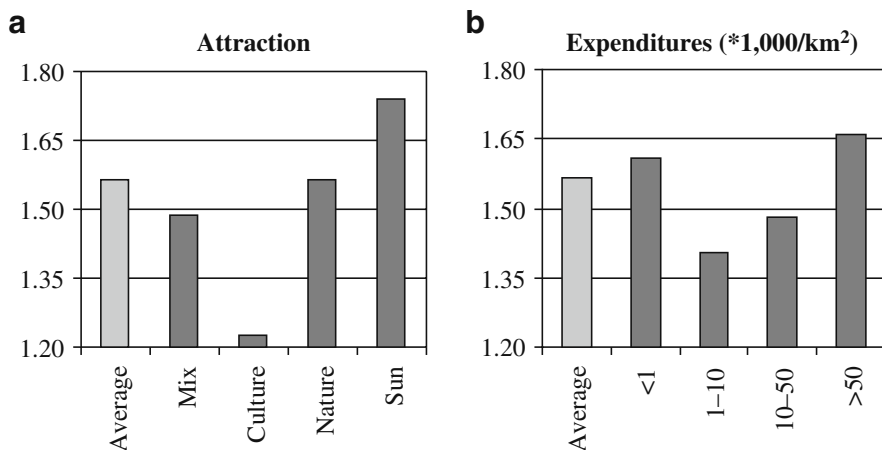 a
Attraction
1.80
1.65
1.50
1.35
1.20
Average
Mix
Culture
Nature
Sun
b
Expenditures (*1,000/km²)
1.80
1.65
1.50
1.35
1.20
Average
<1
1–10
10–50
>50